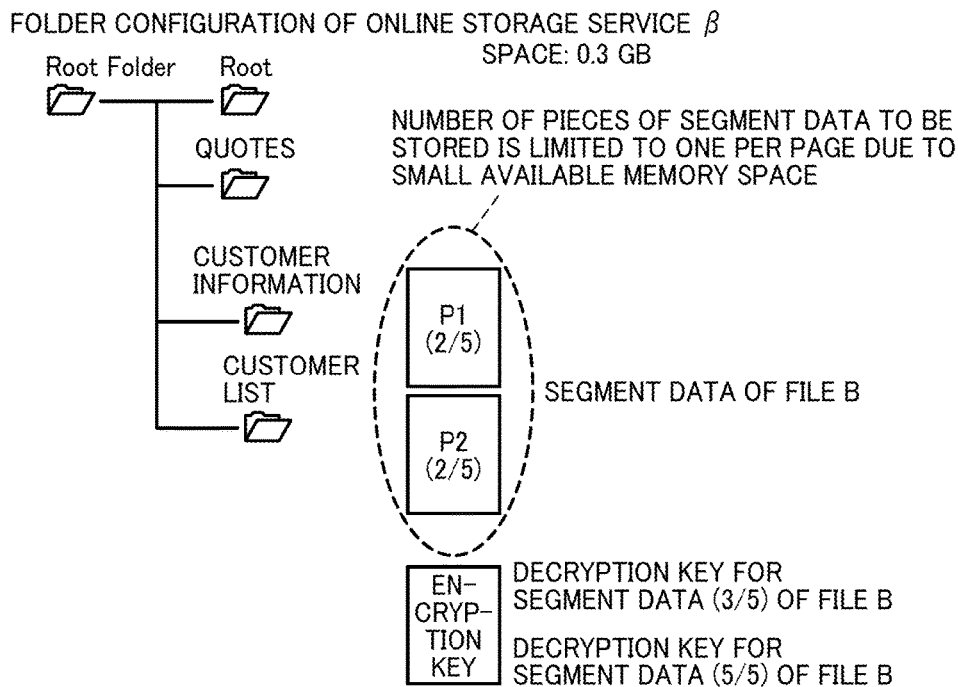 FOLDER CONFIGURATION OF ONLINE STORAGE SERVICE β
SPACE: 0.3 GB
Root Folder
Root
QUOTES
CUSTOMER
INFORMATION
CUSTOMER
LIST
NUMBER OF PIECES OF SEGMENT DATA TO BE
STORED IS LIMITED TO ONE PER PAGE DUE TO
SMALL AVAILABLE MEMORY SPACE
P1
(2/5)
P2
(2/5)
SEGMENT DATA OF FILE B
EN-
CRYP-
TION
KEY
DECRYPTION KEY FOR
SEGMENT DATA (3/5) OF FILE B
DECRYPTION KEY FOR
SEGMENT DATA (5/5) OF FILE B